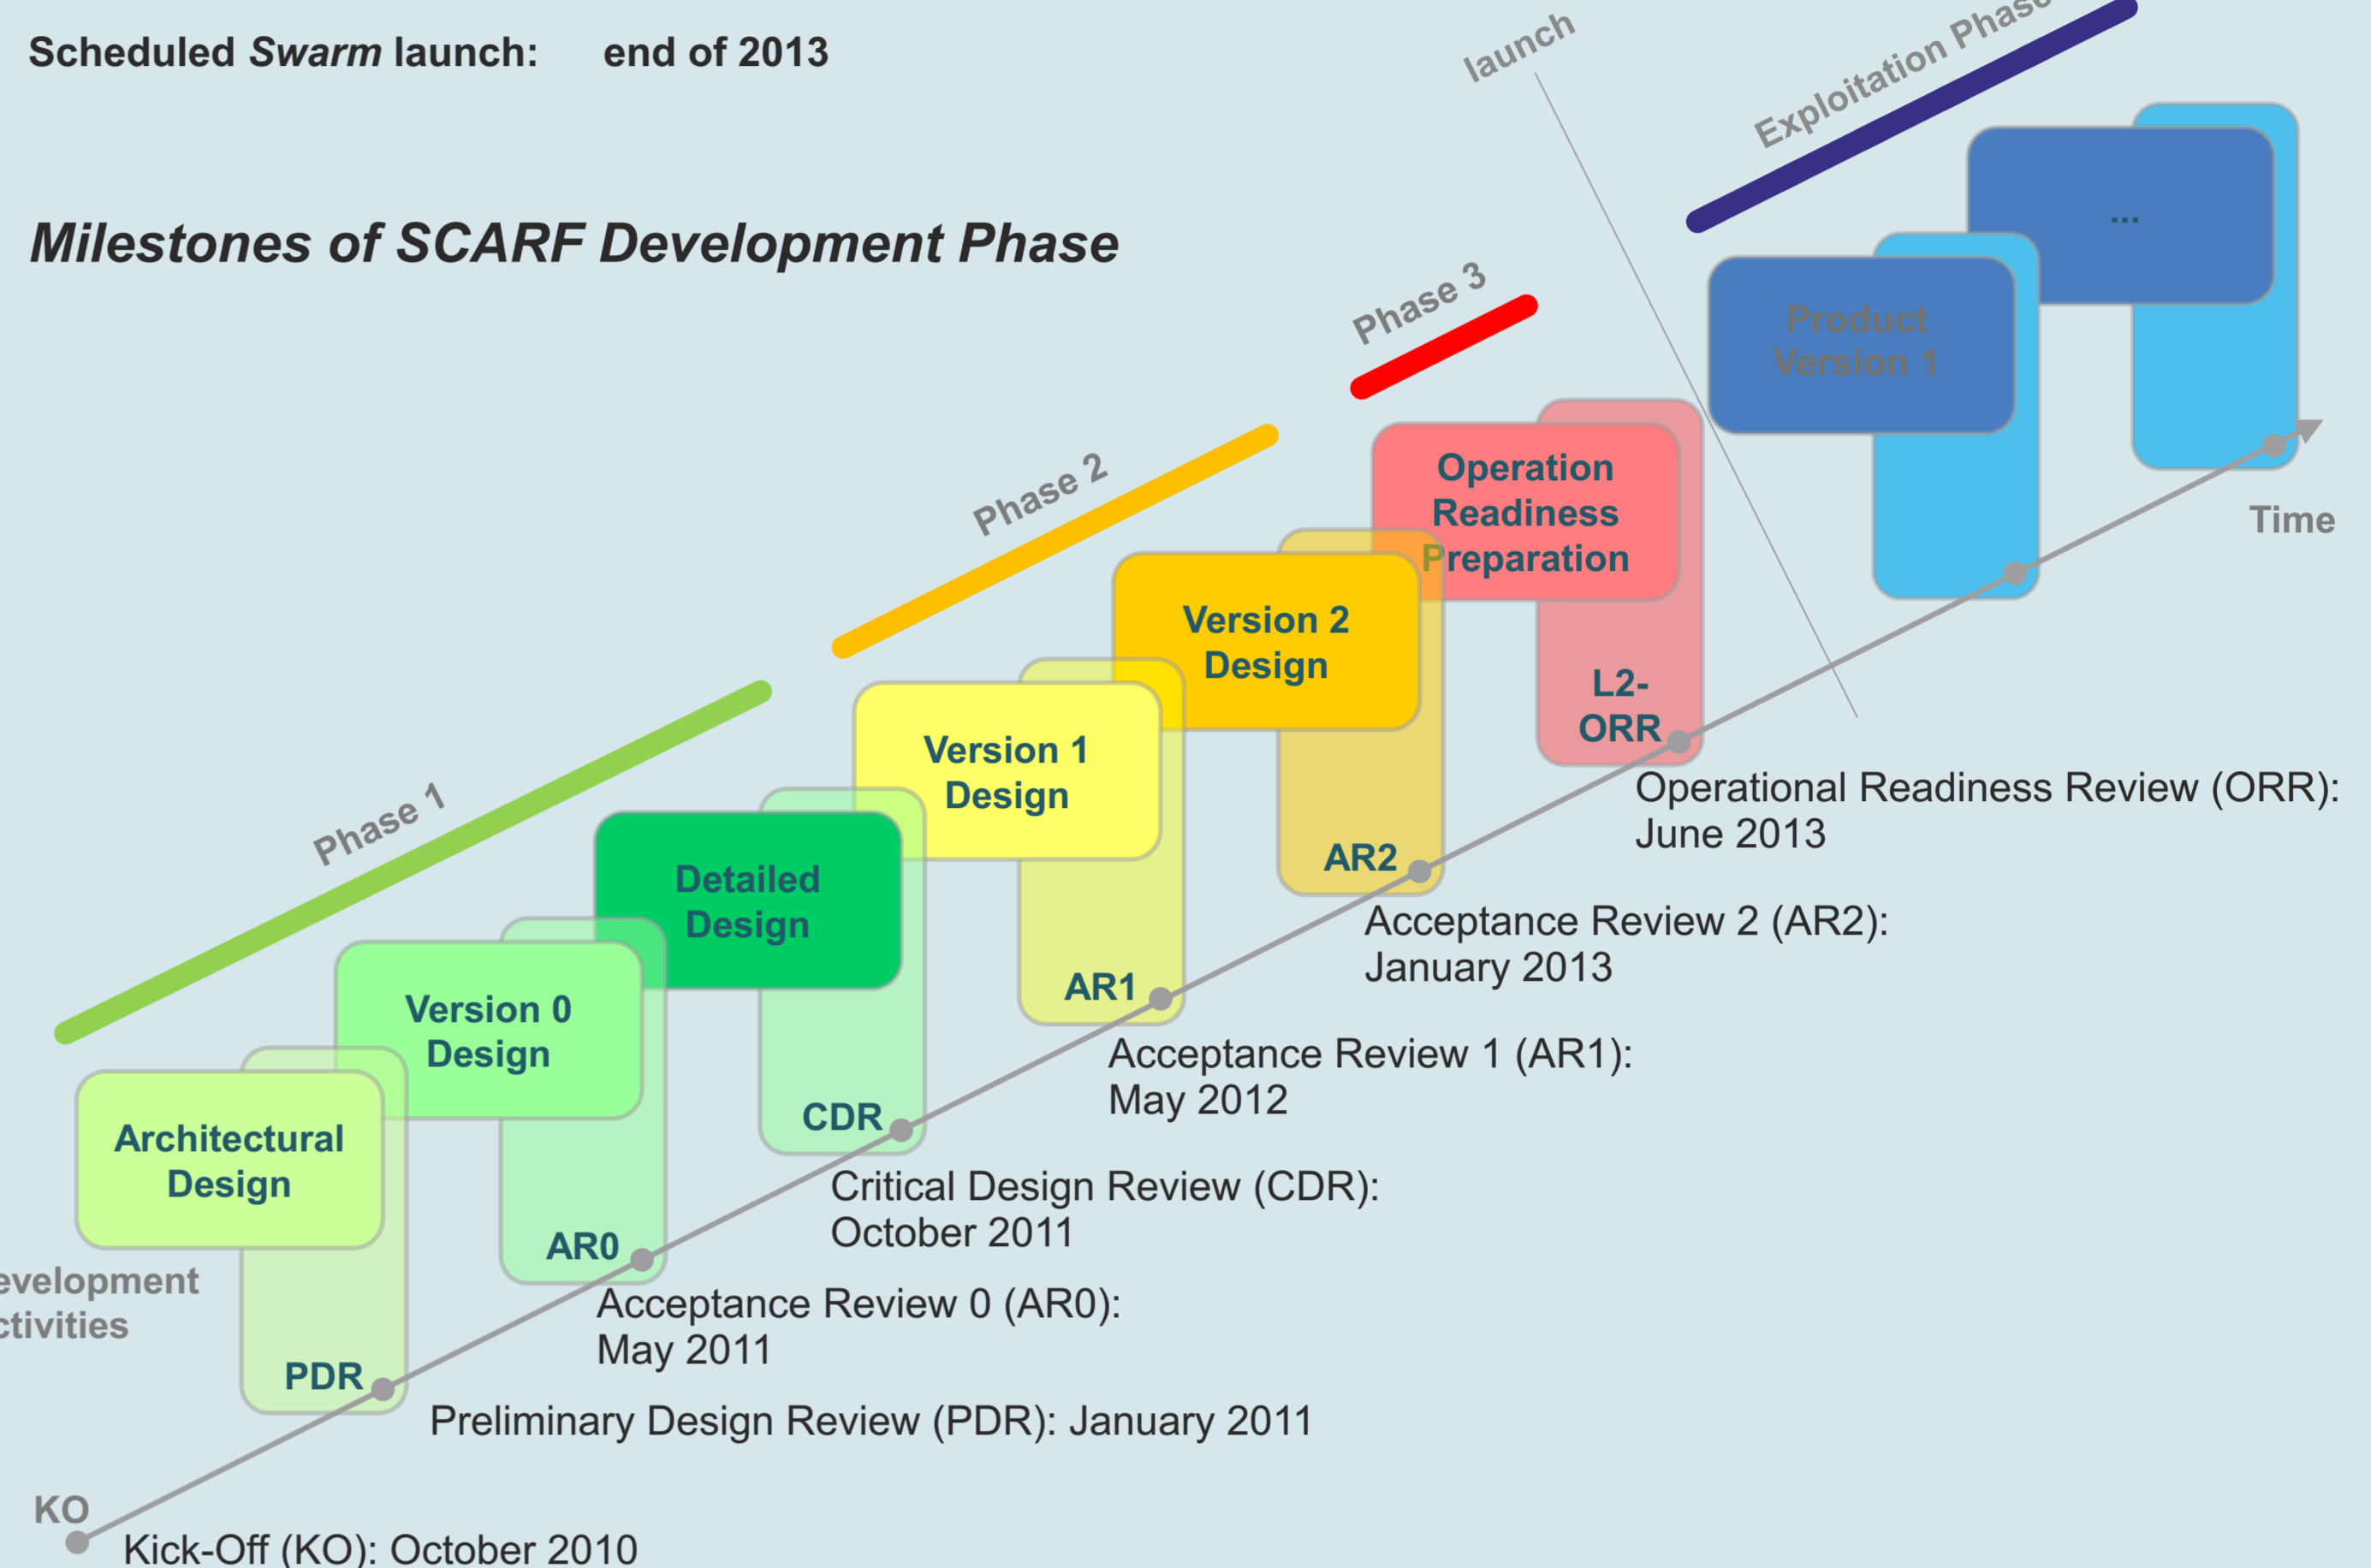 Scheduled Swarm launch: end of 2013
Milestones of SCARF Development Phase
launch
Exploitation Phase
...
Product
Version 1
Phase 3
Time
Operation
Readiness
Preparation
L2-
ORR
Operational Readiness Review (ORR):
June 2013
Phase 2
Version 2
Design
AR2
Acceptance Review 2 (AR2):
January 2013
Version 1
Design
AR1
Acceptance Review 1 (AR1):
May 2012
Phase 1
Detailed
Design
CDR
Critical Design Review (CDR):
October 2011
Version 0
Design
AR0
Acceptance Review 0 (AR0):
May 2011
Architectural
Design
evelopment
ctivities
PDR
Preliminary Design Review (PDR): January 2011
KO
Kick-Off (KO): October 2010